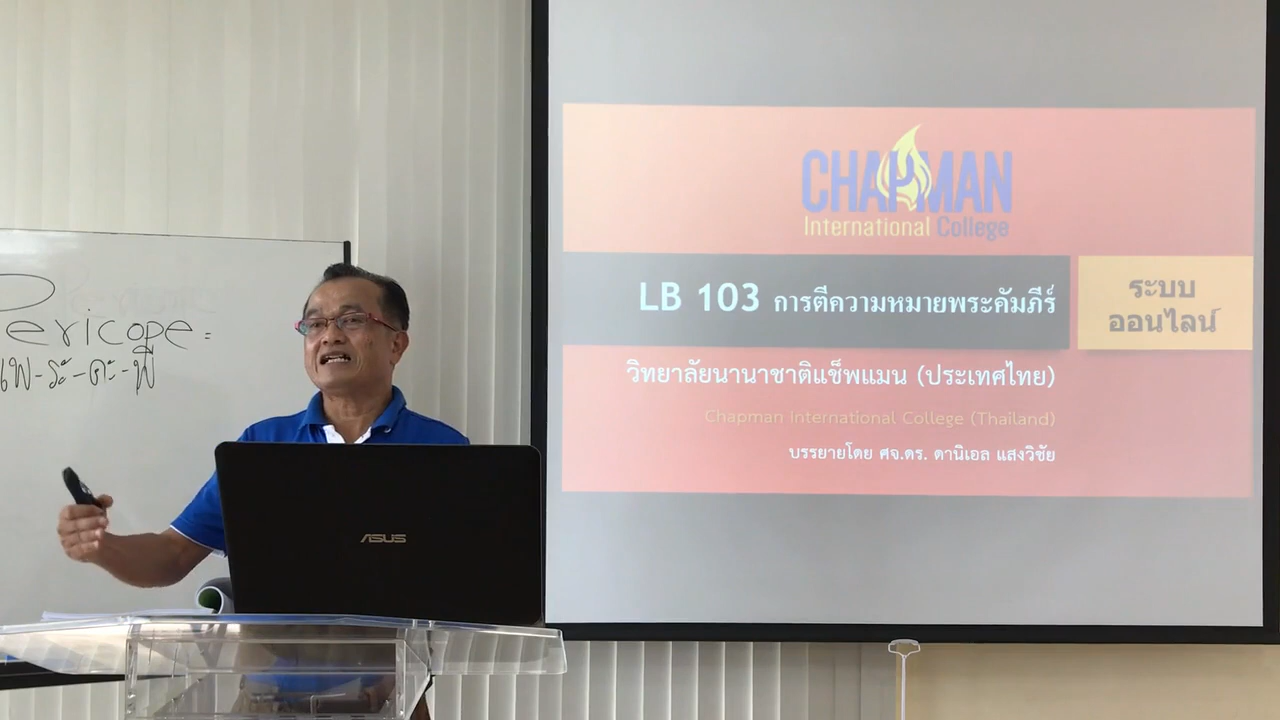 Pericope =
เพ-ริ-คะ-พี
ASUS
CHAPMAN
International College
LB 103 การตีความหมายพระคัมภีร์
ระบบ
ออนไลน์
วิทยาลัยนานาชาติแช็พแมน (ประเทศไทย)
Chapman International College (Thailand)
บรรยายโดย ศจ.ดร. ดานิเอล แสงวิชัย